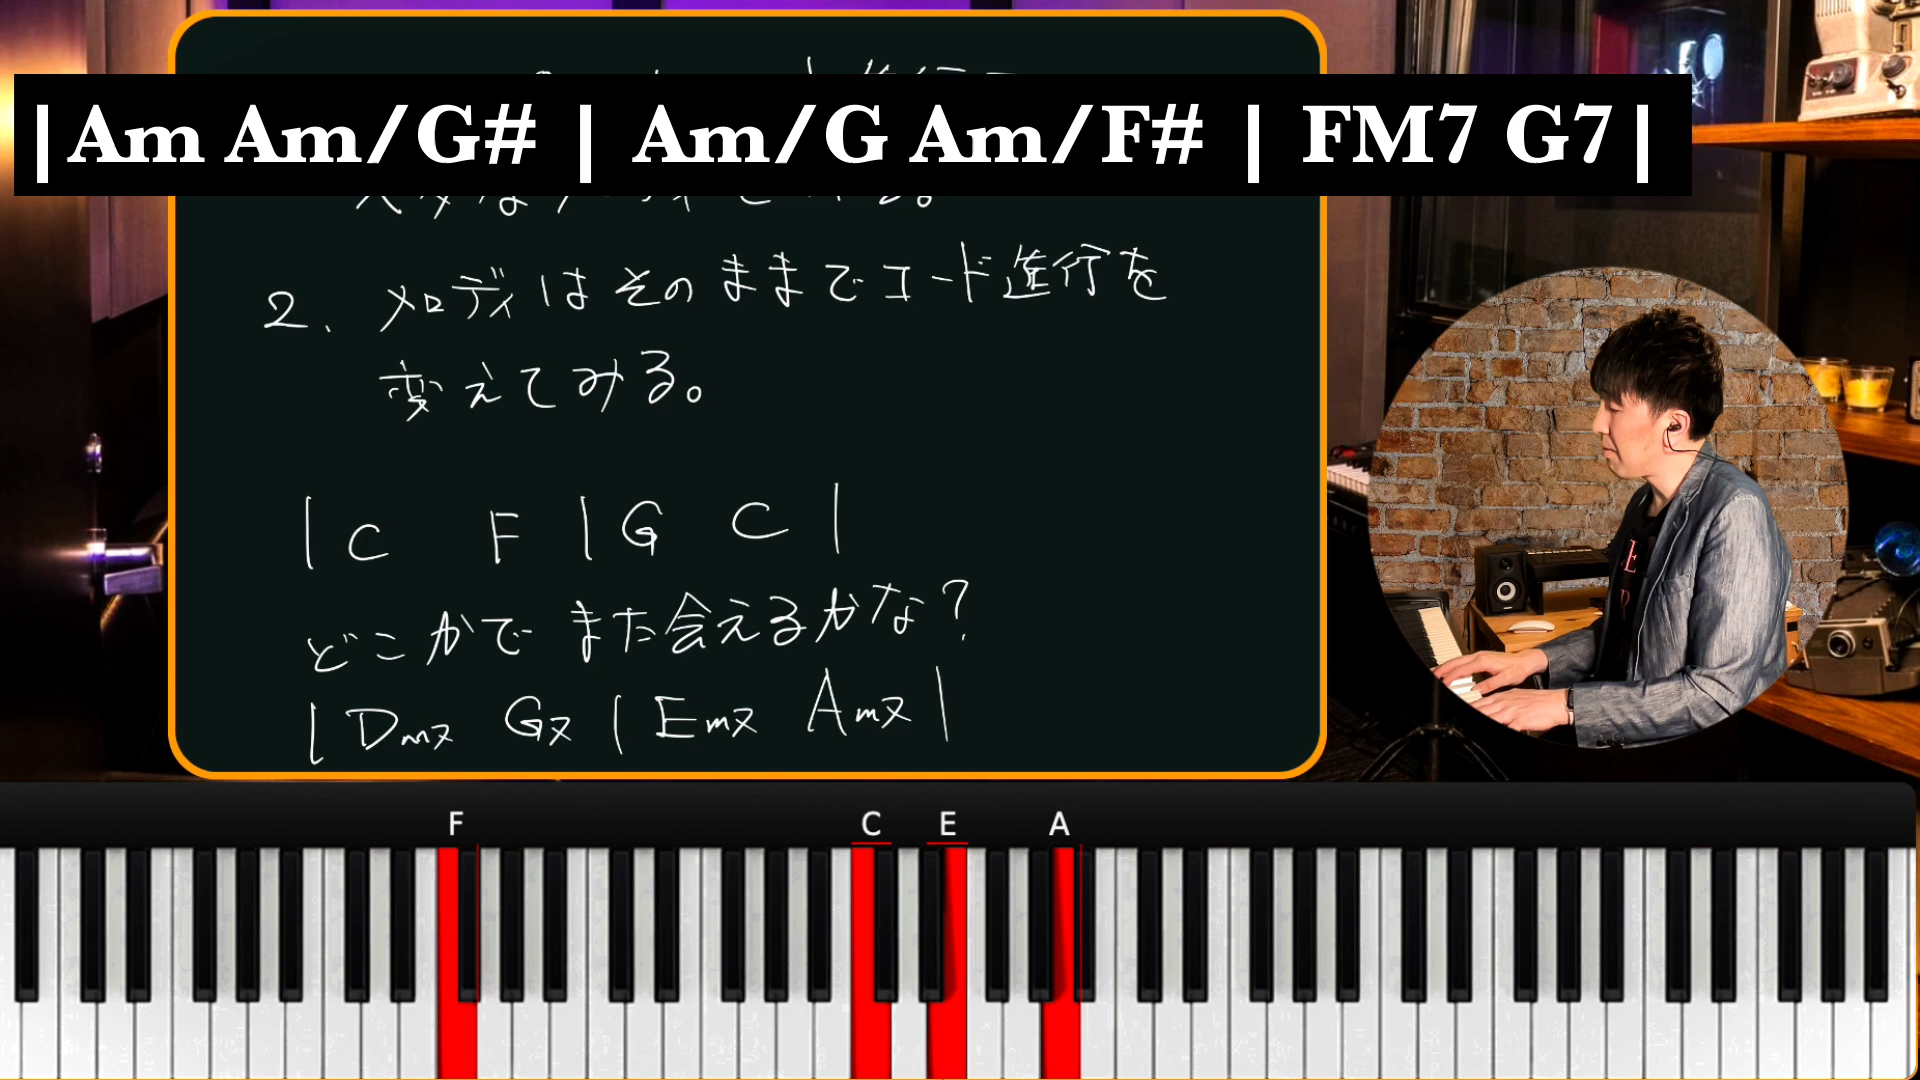 |Am Am/G# | Am/G Am/F# | FM7 G7|
2. メロディはそのままでコード進行を
変えてみる。
| C F | G C |
どこかでまた会えるかな?
| Dm7 G7 | Em7 Am7 |
F C E A